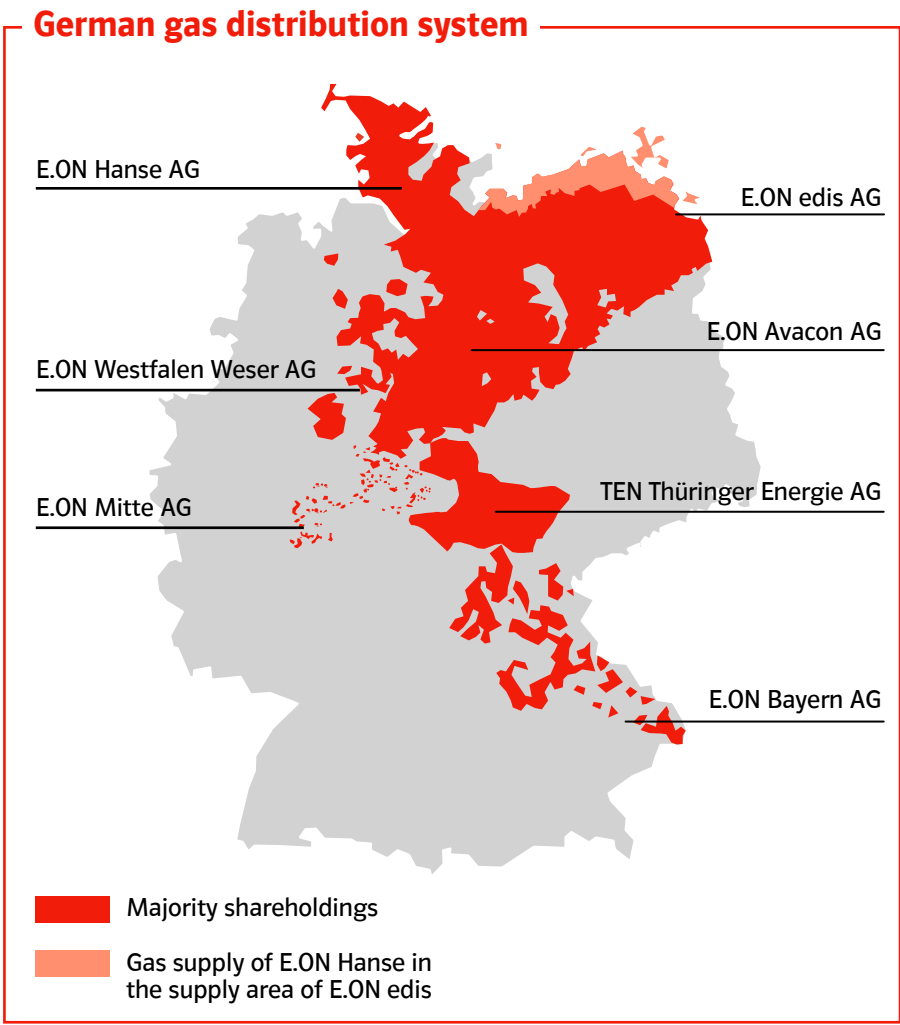 German gas distribution system
E.ON Hanse AG
E.ON edis AG
E.ON Avacon AG
E.ON Westfalen Weser AG
TEN Thüringer Energie AG
E.ON Mitte AG
E.ON Bayern AG
Majority shareholdings
Gas supply of E.ON Hanse in
the supply area of E.ON edis